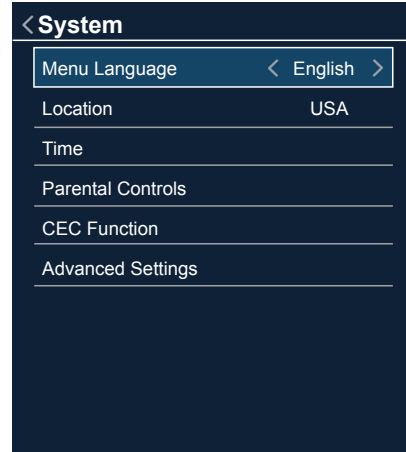 System
Menu Language English
Location USA
Time
Parental Controls
CEC Function
Advanced Settings